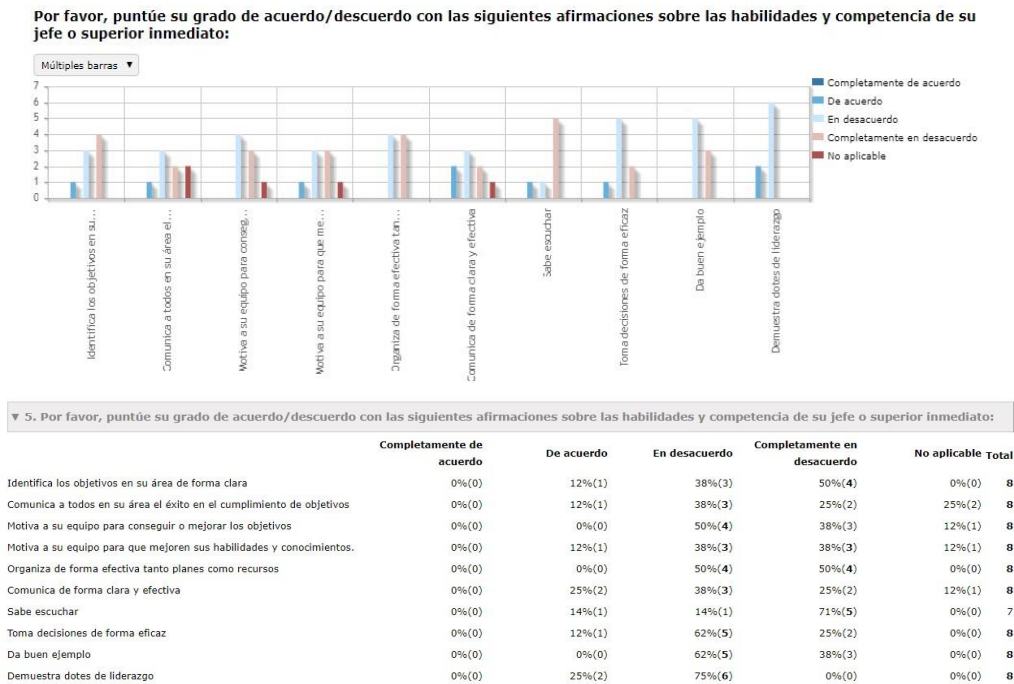 Por favor, puntúe su grado de acuerdo/descuerdo con las siguientes afirmaciones sobre las habilidades y competencia de su
jefe o superior inmediato:
Múltiples barras ▼
7
6
5
4
3
2
1
0
Completamente de acuerdo
De acuerdo
En desacuerdo
Completamente en desacuerdo
No aplicable
Identifica los objetivos en su...
Comunica a todos en su área el...
Motiva a su equipo para conseg...
Motiva a su equipo para que me...
Organiza de forma efectiva tan...
Comunica de forma clara y efectiva
Sabe escuchar
Toma decisiones de forma eficaz
Da buen ejemplo
Demuestra dotes de liderazgo
▼ 5. Por favor, puntúe su grado de acuerdo/descuerdo con las siguientes afirmaciones sobre las habilidades y competencia de su jefe o superior inmediato:
Completamente de acuerdo De acuerdo En desacuerdo Completamente en desacuerdo No aplicable Total
Identifica los objetivos en su área de forma clara 0%(0) 12%(1) 38%(3) 50%(4) 0%(0) 8
Comunica a todos en su área el éxito en el cumplimiento de objetivos 0%(0) 12%(1) 38%(3) 25%(2) 25%(2) 8
Motiva a su equipo para conseguir o mejorar los objetivos 0%(0) 0%(0) 50%(4) 38%(3) 12%(1) 8
Motiva a su equipo para que mejoren sus habilidades y conocimientos. 0%(0) 12%(1) 38%(3) 38%(3) 12%(1) 8
Organiza de forma efectiva tanto planes como recursos 0%(0) 0%(0) 50%(4) 50%(4) 0%(0) 8
Comunica de forma clara y efectiva 0%(0) 25%(2) 38%(3) 25%(2) 12%(1) 8
Sabe escuchar 0%(0) 14%(1) 14%(1) 71%(5) 0%(0) 7
Toma decisiones de forma eficaz 0%(0) 12%(1) 62%(5) 25%(2) 0%(0) 8
Da buen ejemplo 0%(0) 0%(0) 62%(5) 38%(3) 0%(0) 8
Demuestra dotes de liderazgo 0%(0) 25%(2) 75%(6) 0%(0) 0%(0) 8